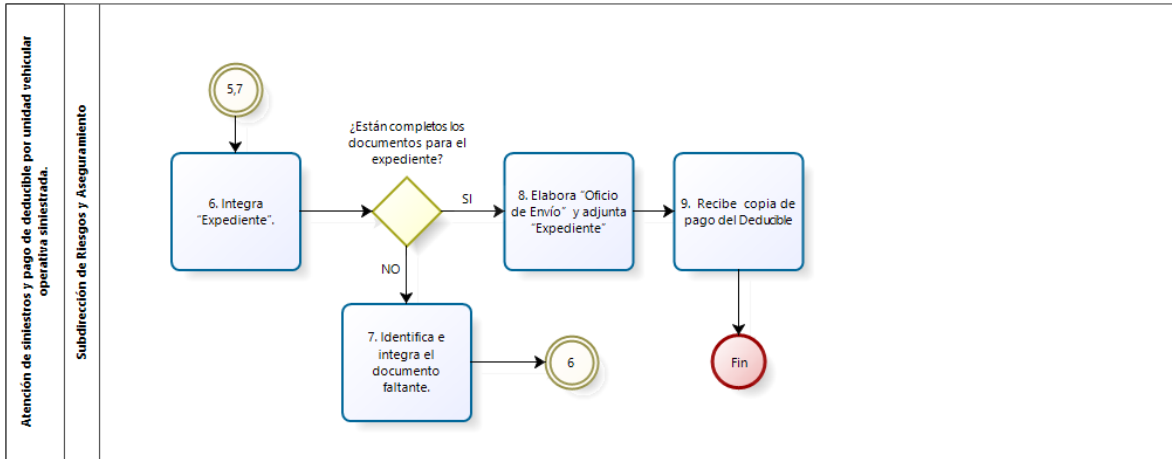 Atención de siniestros y pago de deducible por unidad vehicular
operativa siniestrada.
Subdirección de Riesgos y Aseguramiento
5,7
6. Integra
“Expediente”.
¿Están completos los
documentos para el
expediente?
SI
8. Elabora “Oficio
de Envío” y adjunta
“Expediente”
9. Recibe copia de
pago del Deducible
NO
7. Identifica e
integra el
documento
faltante.
6
Fin